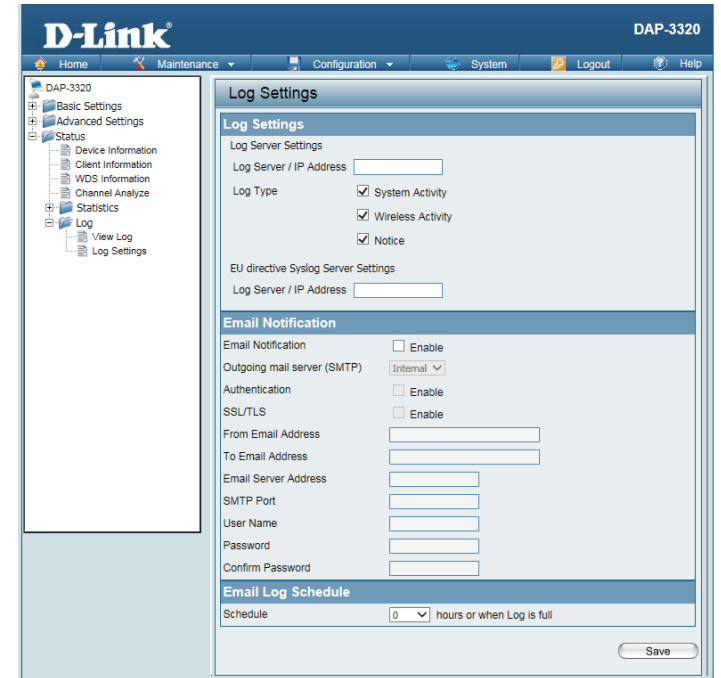 D-Link®
DAP-3320
Home Maintenance Configuration System Logout Help
DAP-3320
Basic Settings
Advanced Settings
Status
Device Information
Client Information
WDS Information
Channel Analyze
Statistics
Log
View Log
Log Settings
Log Settings
Log Settings
Log Server Settings
Log Server / IP Address
Log Type System Activity
Wireless Activity
Notice
EU directive Syslog Server Settings
Log Server / IP Address
Email Notification
Email Notification Enable
Outgoing mail server (SMTP) Internal
Authentication Enable
SSL/TLS Enable
From Email Address
To Email Address
Email Server Address
SMTP Port
User Name
Password
Confirm Password
Email Log Schedule
Schedule 0 hours or when Log is full
Save